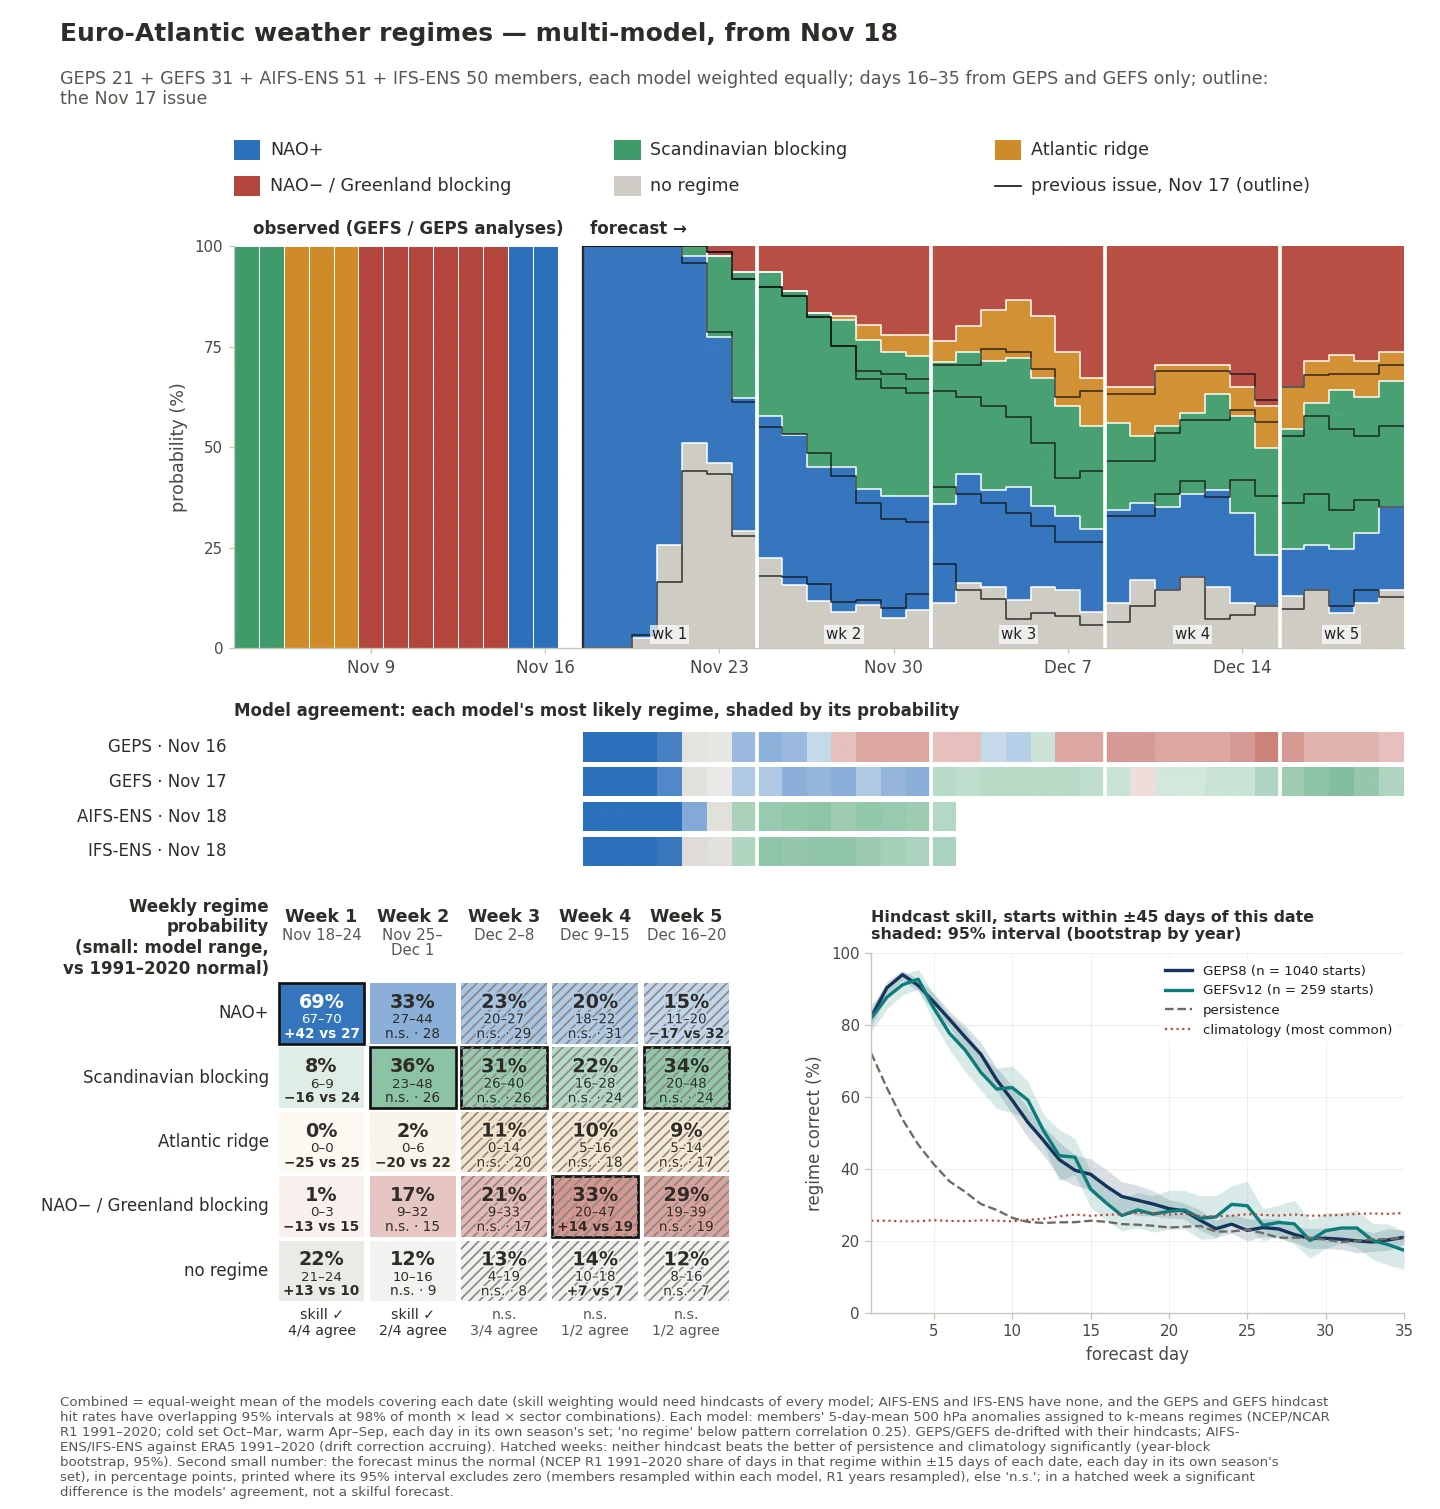 Euro-Atlantic weather regimes — multi-model, from Nov 18
GEPS 21 + GEFS 31 + AIFS-ENS 51 + IFS-ENS 50 members, each model weighted equally; days 16–35 from GEPS and GEFS only; outline:
the Nov 17 issue
NAO+
Scandinavian blocking
Atlantic ridge
NAO− / Greenland blocking
no regime
previous issue, Nov 17 (outline)
observed (GEFS / GEPS analyses)
forecast →
probability (%)
100
75
50
25
0
wk 1
wk 2
wk 3
wk 4
wk 5
Nov 9
Nov 16
Nov 23
Nov 30
Dec 7
Dec 14
Model agreement: each model's most likely regime, shaded by its probability
GEPS · Nov 16
GEFS · Nov 17
AIFS-ENS · Nov 18
IFS-ENS · Nov 18
Weekly regime
probability
(small: model range,
vs 1991–2020 normal)
Week 1
Nov 18–24
Week 2
Nov 25–
Dec 1
Week 3
Dec 2–8
Week 4
Dec 9–15
Week 5
Dec 16–20
NAO+
69%
67–70
+42 vs 27
33%
27–44
n.s. · 28
23%
20–27
n.s. · 29
20%
18–22
n.s. · 31
15%
11–20
−17 vs 32
Scandinavian blocking
8%
6–9
−16 vs 24
36%
23–48
n.s. · 26
31%
26–40
n.s. · 26
22%
16–28
n.s. · 24
34%
20–48
n.s. · 24
Atlantic ridge
0%
0–0
−25 vs 25
2%
0–6
−20 vs 22
11%
0–14
n.s. · 20
10%
5–16
n.s. · 18
9%
5–14
n.s. · 17
NAO− / Greenland blocking
1%
0–3
−13 vs 15
17%
9–32
n.s. · 15
21%
9–33
n.s. · 17
33%
20–47
+14 vs 19
29%
19–39
n.s. · 19
no regime
22%
21–24
+13 vs 10
12%
10–16
n.s. · 9
13%
4–19
n.s. · 8
14%
10–18
+7 vs 7
12%
8–16
n.s. · 7
skill ✓
4/4 agree
skill ✓
2/4 agree
n.s.
3/4 agree
n.s.
1/2 agree
n.s.
1/2 agree
Hindcast skill, starts within ±45 days of this date
shaded: 95% interval (bootstrap by year)
GEPS8 (n = 1040 starts)
GEFSv12 (n = 259 starts)
persistence
climatology (most common)
regime correct (%)
100
80
60
40
20
0
5
10
15
20
25
30
35
forecast day
Combined = equal-weight mean of the models covering each date (skill weighting would need hindcasts of every model; AIFS-ENS and IFS-ENS have none, and the GEPS and GEFS hindcast
hit rates have overlapping 95% intervals at 98% of month × lead × sector combinations). Each model: members' 5-day-mean 500 hPa anomalies assigned to k-means regimes (NCEP/NCAR
R1 1991–2020; cold set Oct–Mar, warm Apr–Sep, each day in its own season's set; 'no regime' below pattern correlation 0.25). GEPS/GEFS de-drifted with their hindcasts; AIFS-
ENS/IFS-ENS against ERA5 1991–2020 (drift correction accruing). Hatched weeks: neither hindcast beats the better of persistence and climatology significantly (year-block
bootstrap, 95%). Second small number: the forecast minus the normal (NCEP R1 1991–2020 share of days in that regime within ±15 days of each date, each day in its own season's
set), in percentage points, printed where its 95% interval excludes zero (members resampled within each model, R1 years resampled), else 'n.s.'; in a hatched week a significant
difference is the models' agreement, not a skilful forecast.